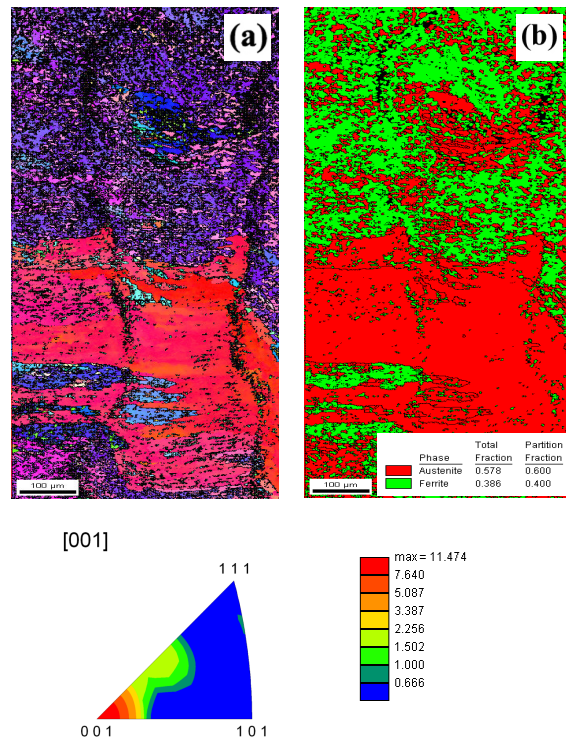 (a)
(b)
Total Partition
Phase Fraction Fraction
Austenite 0.578 0.600
Ferrite 0.386 0.400
100 µm
100 µm
[001]
1 1 1
0 0 1
1 0 1
max = 11.474
7.640
5.087
3.387
2.256
1.502
1.000
0.666